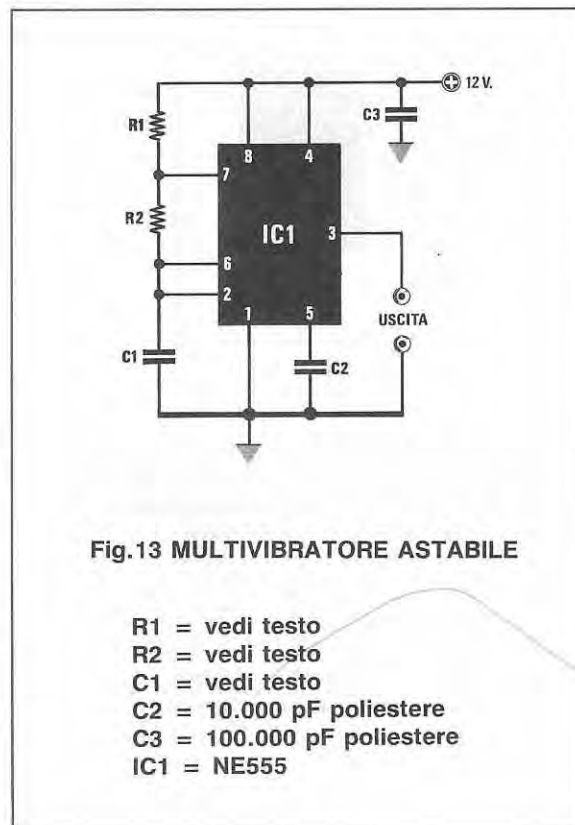 12 V.
R1
C3
8
4
7
R2
IC1
3
6
2
USCITA
1
5
C1
C2
Fig.13 MULTIVIBRATORE ASTABILE
R1 = vedi testo
R2 = vedi testo
C1 = vedi testo
C2 = 10.000 pF poliestere
C3 = 100.000 pF poliestere
IC1 = NE555